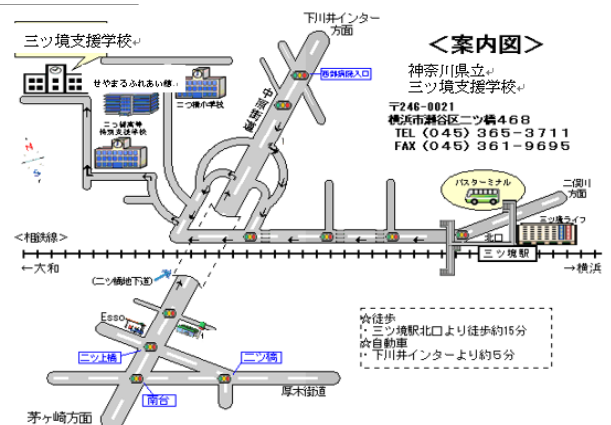 下川井インター
方面
三ツ境支援学校
＜案内図＞
神奈川県立
三ツ境支援学校
〒246-0021
横浜市瀬谷区二ツ橋468
TEL (045) 365-3711
FAX (045) 361-9695
西部病院入口
せやまるふれあい館
二つ橋小学校
中原街道
二つ橋高等
特別支援学校
バスターミナル
二俣川
方面
三ツ境ライフ
北口
三ツ境駅
＜相鉄線＞
←大和
→横浜
(二ツ橋地下道)
Esso
☆徒歩
・三ツ境駅北口より徒歩約15分
☆自動車
・下川井インターより約5分
二ツ上橋
二ツ橋
南台
厚木街道
茅ヶ崎方面